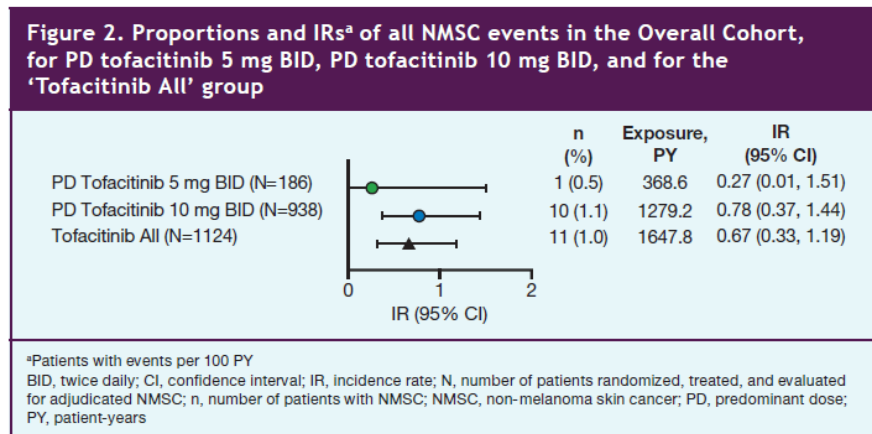 Figure 2. Proportions and IRsᵃ of all NMSC events in the Overall Cohort,
for PD tofacitinib 5 mg BID, PD tofacitinib 10 mg BID, and for the
‘Tofacitinib All’ group
n
(%)
Exposure,
PY
IR
(95% CI)
PD Tofacitinib 5 mg BID (N=186) 1 (0.5) 368.6 0.27 (0.01, 1.51)
PD Tofacitinib 10 mg BID (N=938) 10 (1.1) 1279.2 0.78 (0.37, 1.44)
Tofacitinib All (N=1124) 11 (1.0) 1647.8 0.67 (0.33, 1.19)
0 1 2
IR (95% CI)
ᵃPatients with events per 100 PY
BID, twice daily; CI, confidence interval; IR, incidence rate; N, number of patients randomized, treated, and evaluated
for adjudicated NMSC; n, number of patients with NMSC; NMSC, non-melanoma skin cancer; PD, predominant dose;
PY, patient-years